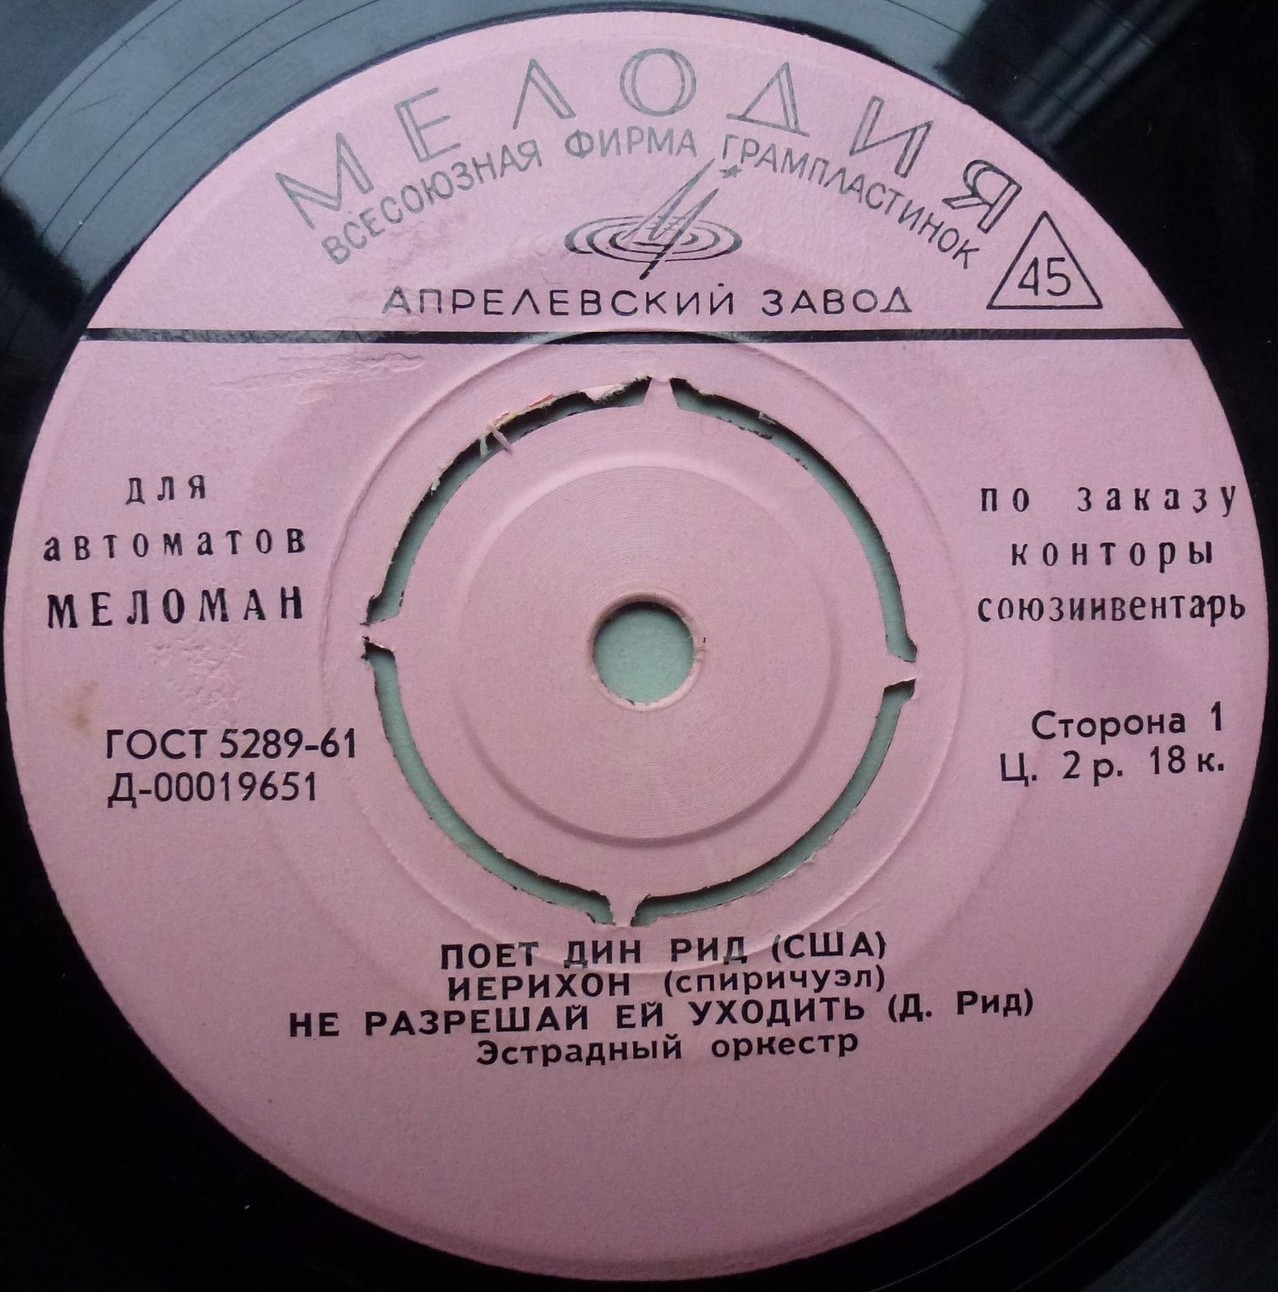 МЕЛОДИЯ
ВСЕСОЮЗНАЯ ФИРМА ГРАМПЛАСТИНОК
45
АПРЕЛЕВСКИЙ ЗАВОД
для
автоматов
МЕЛОМАН
по заказу
конторы
союзинвентарь
ГОСТ 5289-61
Д-00019651
Сторона 1
Ц. 2 р. 18 к.
ПОЕТ ДИН РИД (США)
ИЕРИХОН (спиричуэл)
НЕ РАЗРЕШАЙ ЕЙ УХОДИТЬ (Д. Рид)
Эстрадный оркестр